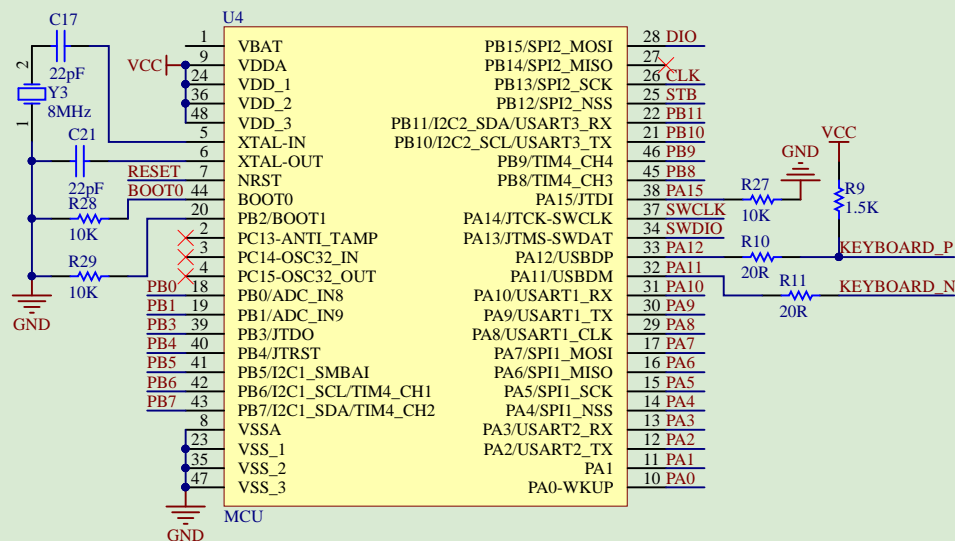 C17
22pF
2
Y3
8MHz
1
C21
22pF
RESET
BOOT0
R28
10K
R29
10K
GND
VCC
U4
1 VBAT
9 VDDA
24 VDD_1
36 VDD_2
48 VDD_3
5 XTAL-IN
6 XTAL-OUT
7 NRST
44 BOOT0
20 PB2/BOOT1
2 PC13-ANTI_TAMP
3 PC14-OSC32_IN
4 PC15-OSC32_OUT
PB0 18 PB0/ADC_IN8
PB1 19 PB1/ADC_IN9
PB3 39 PB3/JTDO
PB4 40 PB4/JTRST
PB5 41 PB5/I2C1_SMBAI
PB6 42 PB6/I2C1_SCL/TIM4_CH1
PB7 43 PB7/I2C1_SDA/TIM4_CH2
8 VSSA
23 VSS_1
35 VSS_2
47 VSS_3
GND
MCU
PB15/SPI2_MOSI 28 DIO
PB14/SPI2_MISO 27
PB13/SPI2_SCK 26 CLK
PB12/SPI2_NSS 25 STB
PB11/I2C2_SDA/USART3_RX 22 PB11
PB10/I2C2_SCL/USART3_TX 21 PB10
PB9/TIM4_CH4 46 PB9
PB8/TIM4_CH3 45 PB8
PA15/JTDI 38 PA15
PA14/JTCK-SWCLK 37 SWCLK
PA13/JTMS-SWDAT 34 SWDIO
PA12/USBDP 33 PA12
PA11/USBDM 32 PA11
PA10/USART1_RX 31 PA10
PA9/USART1_TX 30 PA9
PA8/USART1_CLK 29 PA8
PA7/SPI1_MOSI 17 PA7
PA6/SPI1_MISO 16 PA6
PA5/SPI1_SCK 15 PA5
PA4/SPI1_NSS 14 PA4
PA3/USART2_RX 13 PA3
PA2/USART2_TX 12 PA2
PA1 11 PA1
PA0-WKUP 10 PA0
VCC
GND
R27
10K
R9
1.5K
R10
20R
KEYBOARD_P
R11
20R
KEYBOARD_N